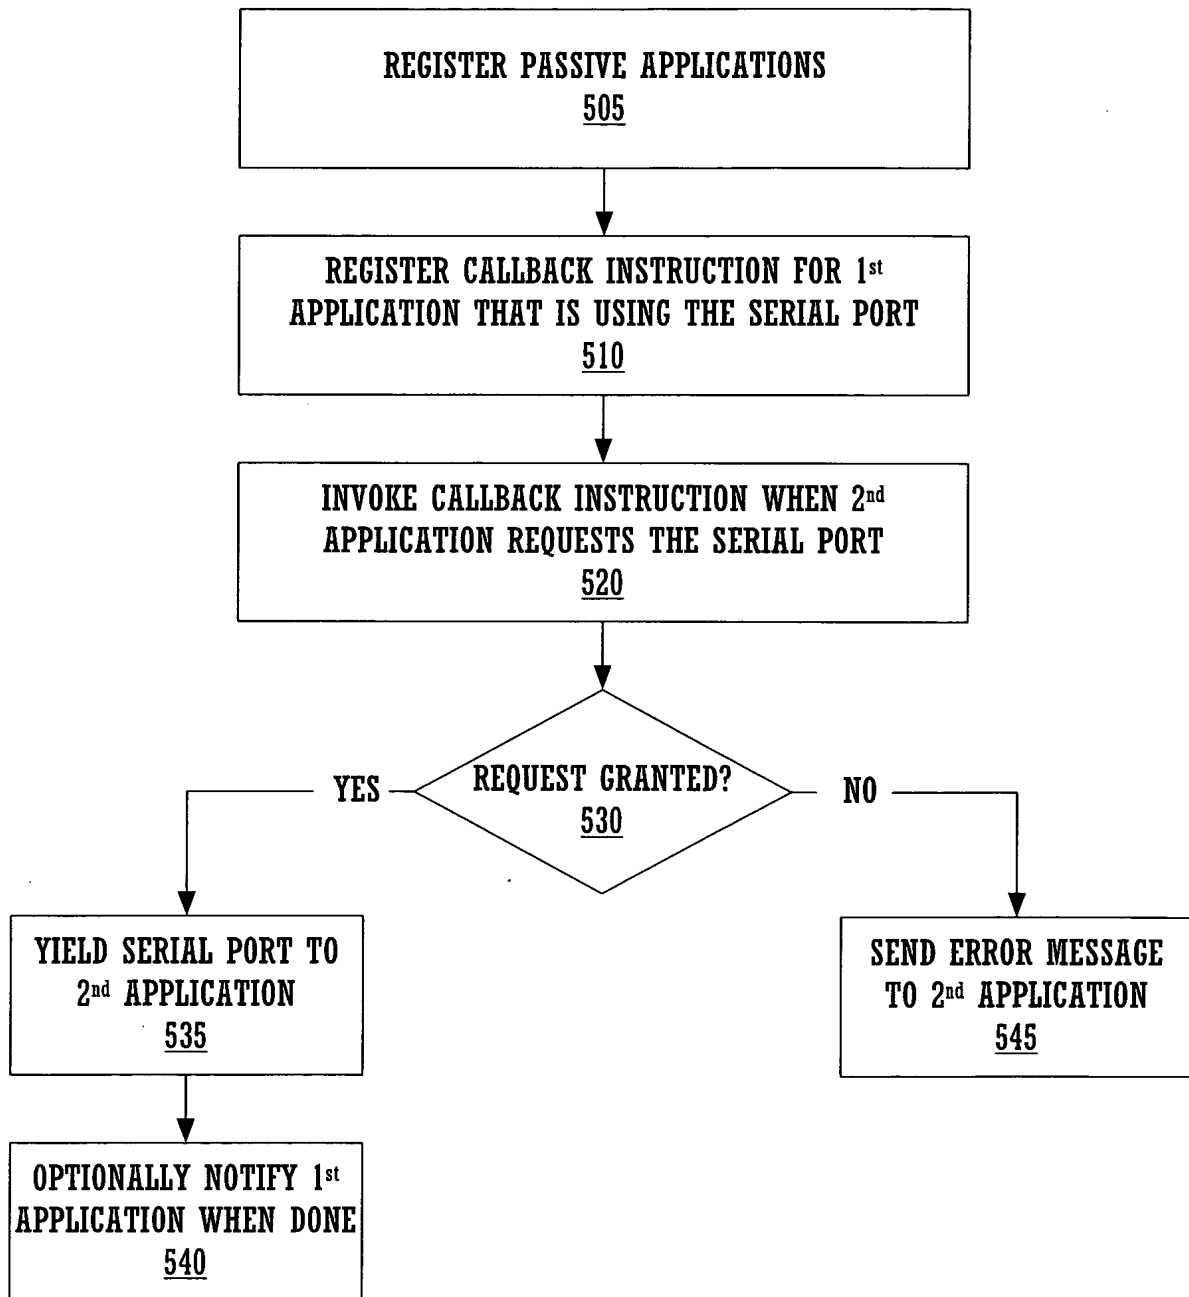 REGISTER PASSIVE APPLICATIONS
505
REGISTER CALLBACK INSTRUCTION FOR 1st
APPLICATION THAT IS USING THE SERIAL PORT
510
INVOKE CALLBACK INSTRUCTION WHEN 2nd
APPLICATION REQUESTS THE SERIAL PORT
520
REQUEST GRANTED?
530
YES
NO
YIELD SERIAL PORT TO
2nd APPLICATION
535
SEND ERROR MESSAGE
TO 2nd APPLICATION
545
OPTIONALLY NOTIFY 1st
APPLICATION WHEN DONE
540